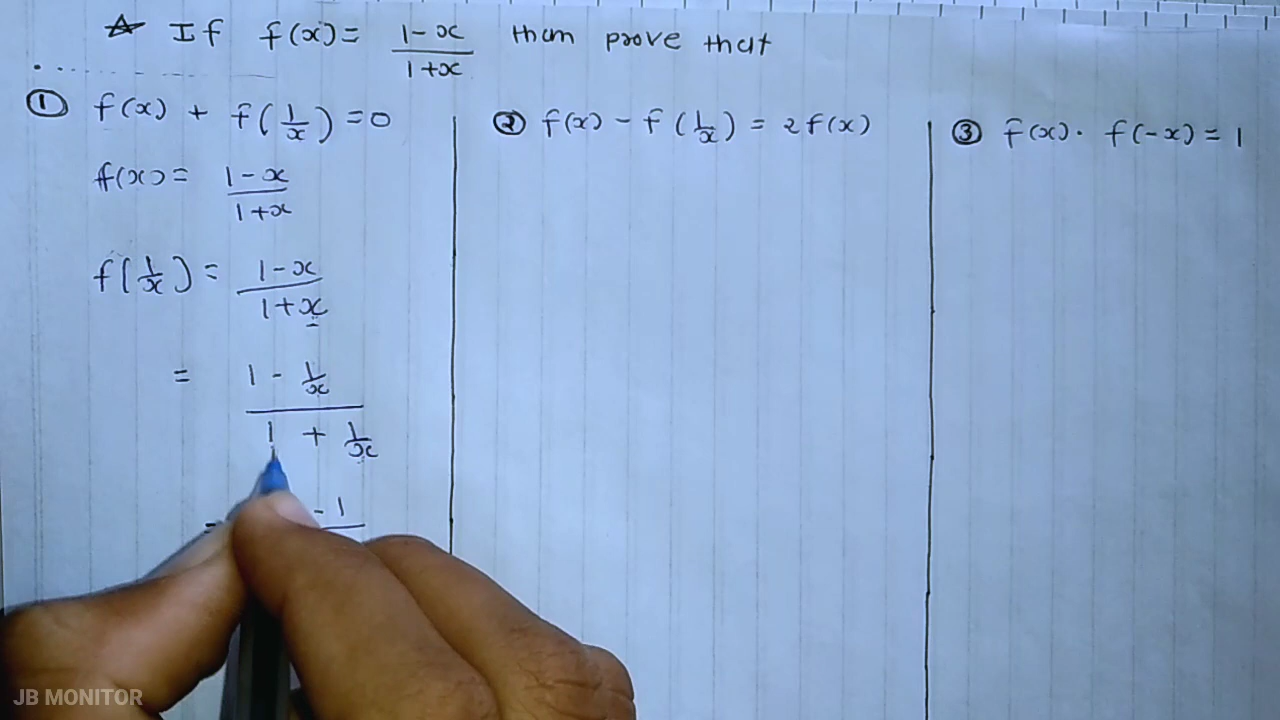 ☆ If f(x) = 1-x / 1+x then prove that
① f(x) + f(1/x) = 0
f(x) = 1-x / 1+x
f(1/x) = 1-x / 1+x
= 1 - 1/x / 1 + 1/x
= - 1
② f(x) - f(1/x) = 2f(x)
③ f(x) · f(-x) = 1
JB MONITOR